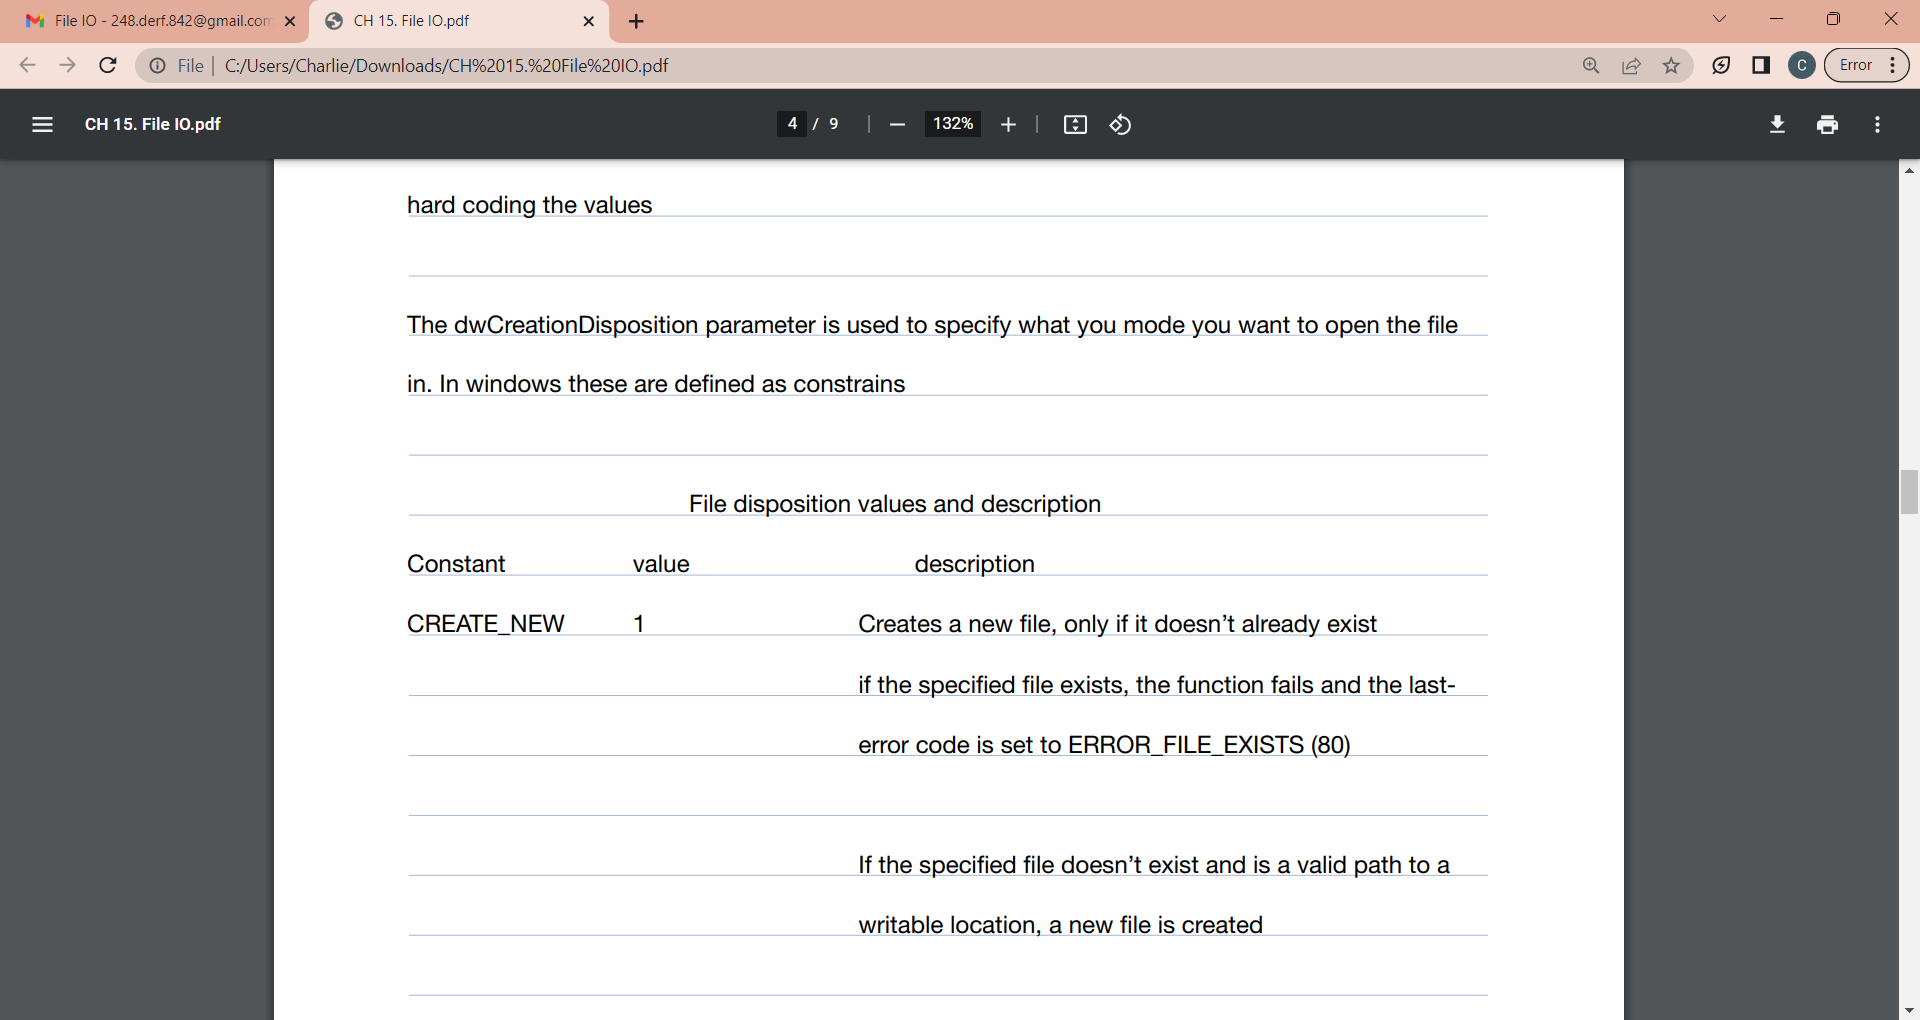 File IO - 248.derf.842@gmail.com
CH 15. File IO.pdf
File
C:/Users/Charlie/Downloads/CH%2015.%20File%20IO.pdf
C
Error
CH 15. File IO.pdf
4 / 9
132%
hard coding the values
The dwCreationDisposition parameter is used to specify what you mode you want to open the file
in. In windows these are defined as constrains
File disposition values and description
Constant value description
CREATE_NEW 1 Creates a new file, only if it doesn’t already exist
if the specified file exists, the function fails and the last-
error code is set to ERROR_FILE_EXISTS (80)
If the specified file doesn’t exist and is a valid path to a
writable location, a new file is created